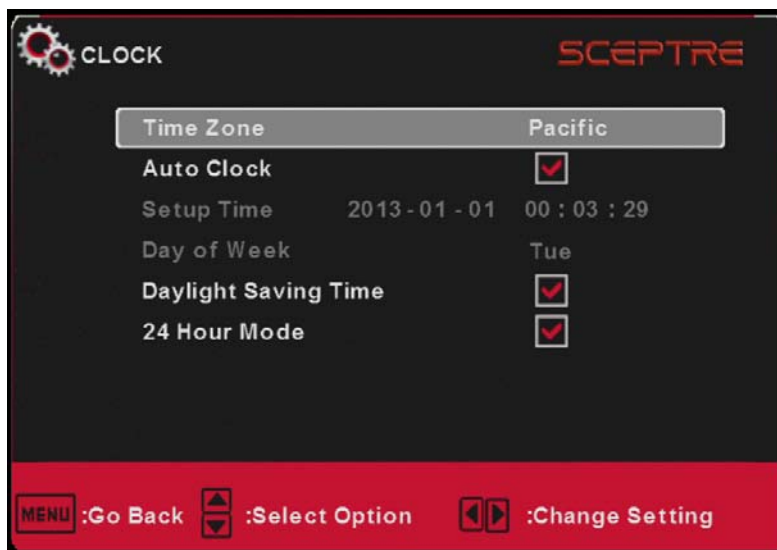 CLOCK SCEPTRE
Time Zone Pacific
Auto Clock
Setup Time 2013-01-01 00:03:29
Day of Week Tue
Daylight Saving Time
24 Hour Mode
MENU :Go Back :Select Option :Change Setting